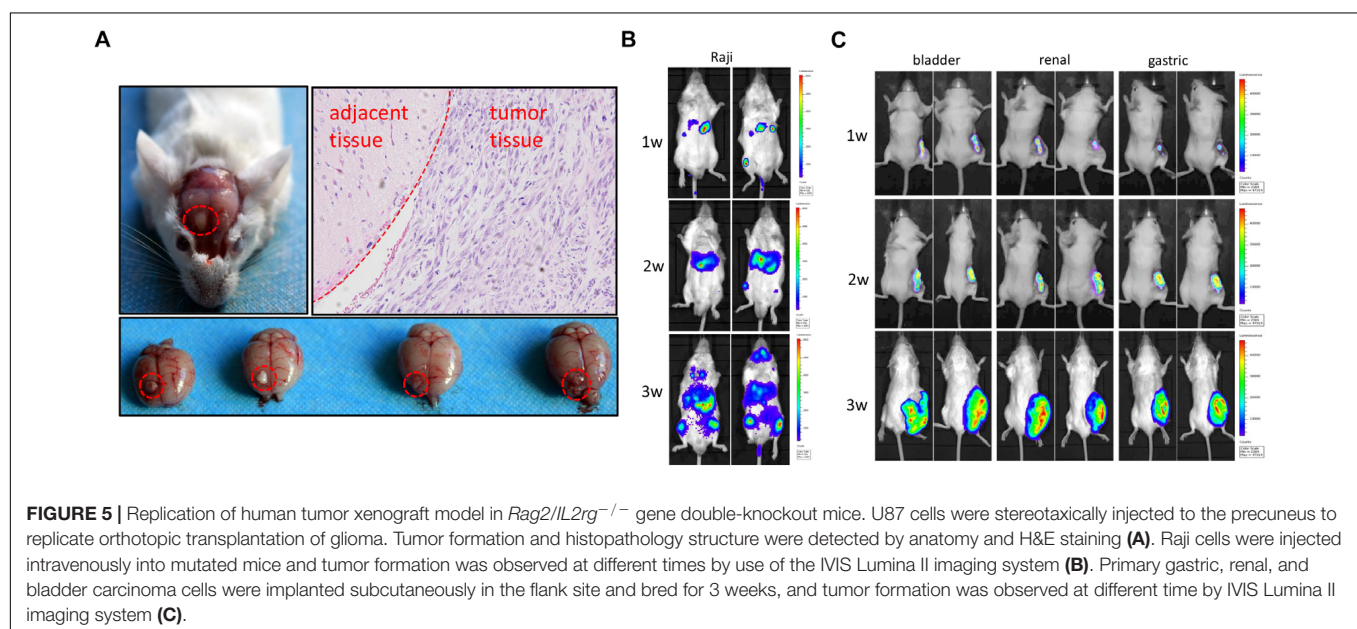 A
B
C
adjacent
tissue
tumor
tissue
Raji
1w
2w
3w
bladder
renal
gastric
1w
2w
3w
FIGURE 5 | Replication of human tumor xenograft model in Rag2/IL2rg−/− gene double-knockout mice. U87 cells were stereotaxically injected to the precuneus to
replicate orthotopic transplantation of glioma. Tumor formation and histopathology structure were detected by anatomy and H&E staining (A). Raji cells were injected
intravenously into mutated mice and tumor formation was observed at different times by use of the IVIS Lumina II imaging system (B). Primary gastric, renal, and
bladder carcinoma cells were implanted subcutaneously in the flank site and bred for 3 weeks, and tumor formation was observed at different time by IVIS Lumina II
imaging system (C).